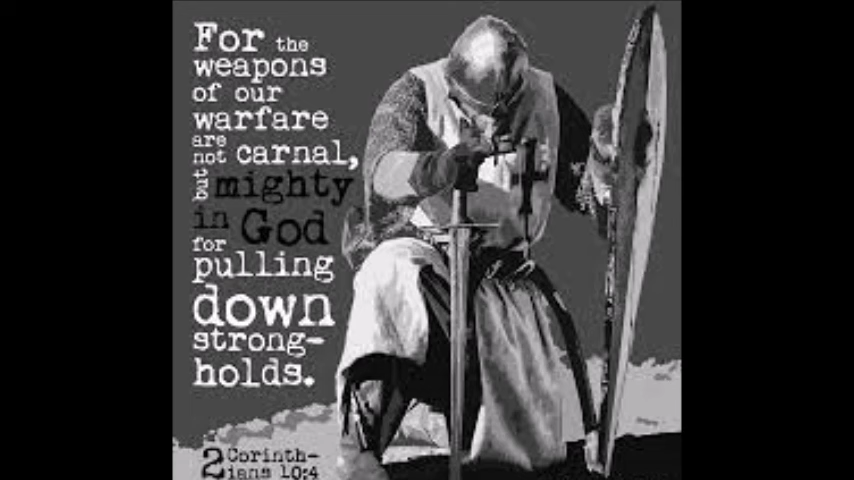 For the
weapons
of our
warfare
are
not carnal,
but mighty
in God
for
pulling
down
strong-
holds.
2 Corinth-
ians 10:4